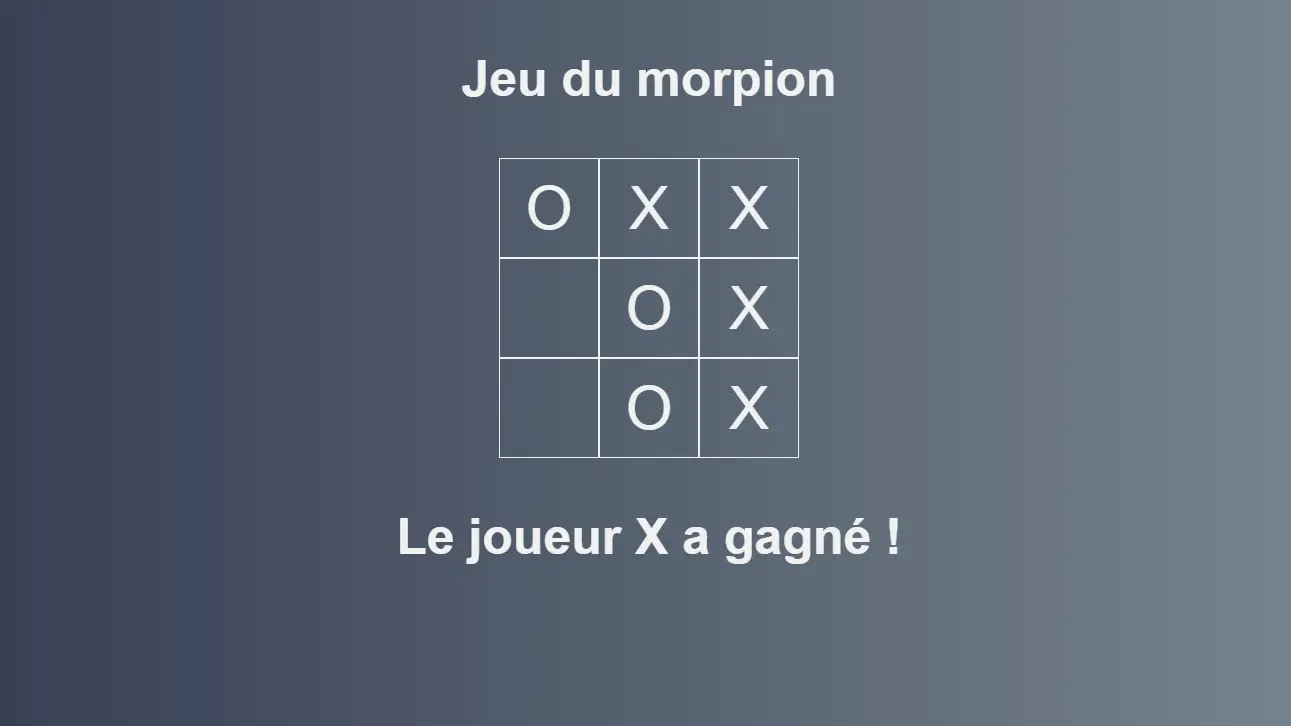 Jeu du morpion
O X X
O X
O X
Le joueur X a gagné !